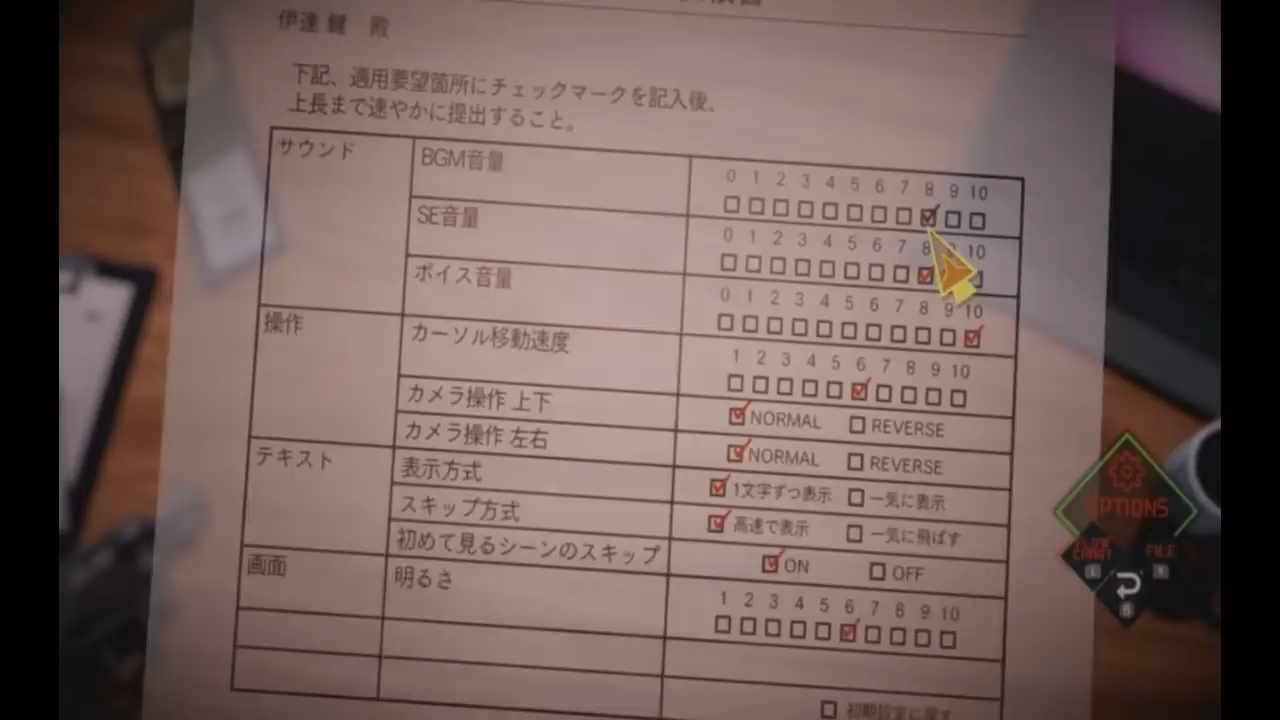 伊達 鍵 殿
下記、適用要望箇所にチェックマークを記入後、
上長まで速やかに提出すること。
サウンド
BGM音量
0 1 2 3 4 5 6 7 8 9 10
SE音量
0 1 2 3 4 5 6 7 8 10
ボイス音量
0 1 2 3 4 5 6 7 8 9 10
操作
カーソル移動速度
1 2 3 4 5 6 7 8 9 10
カメラ操作 上下
NORMAL REVERSE
カメラ操作 左右
NORMAL REVERSE
テキスト
表示方式
1文字ずつ表示 一気に表示
スキップ方式
高速で表示 一気に飛ばす
初めて見るシーンのスキップ
ON OFF
画面
明るさ
1 2 3 4 5 6 7 8 9 10
初期設定に戻す
OPTIONS
CHART
FILE